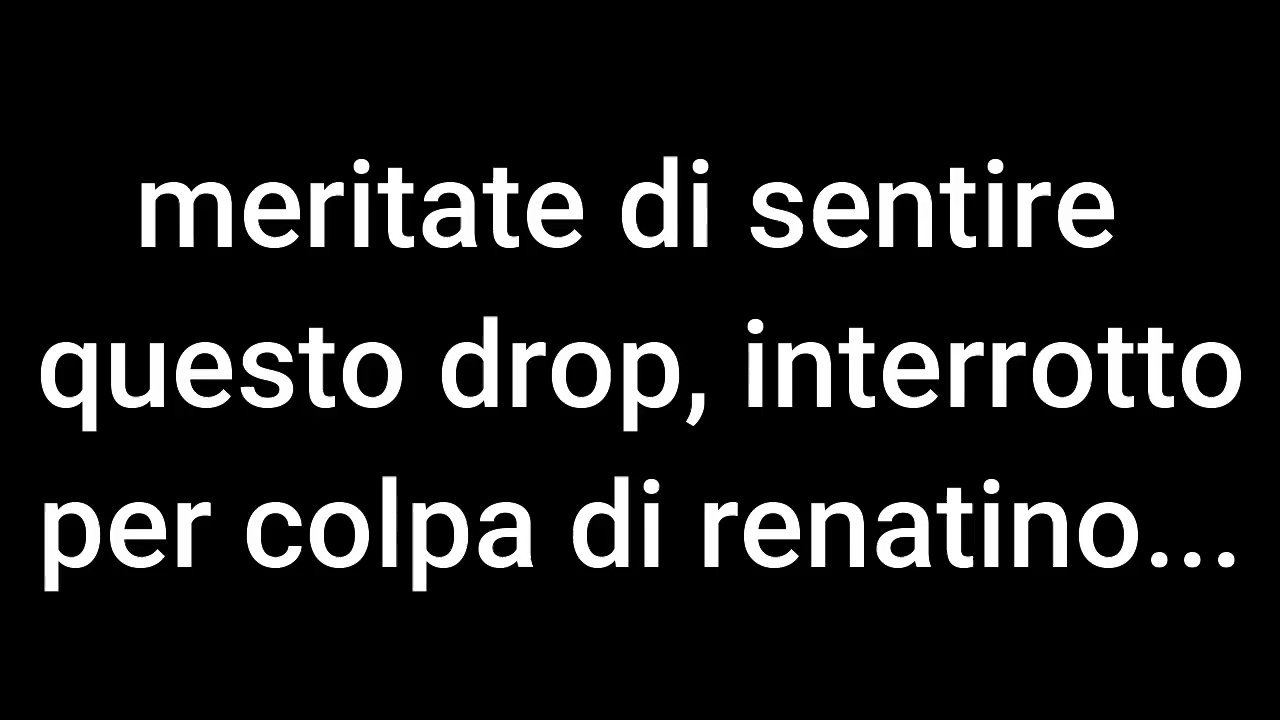 meritate di sentire
questo drop, interrotto
per colpa di renatino...